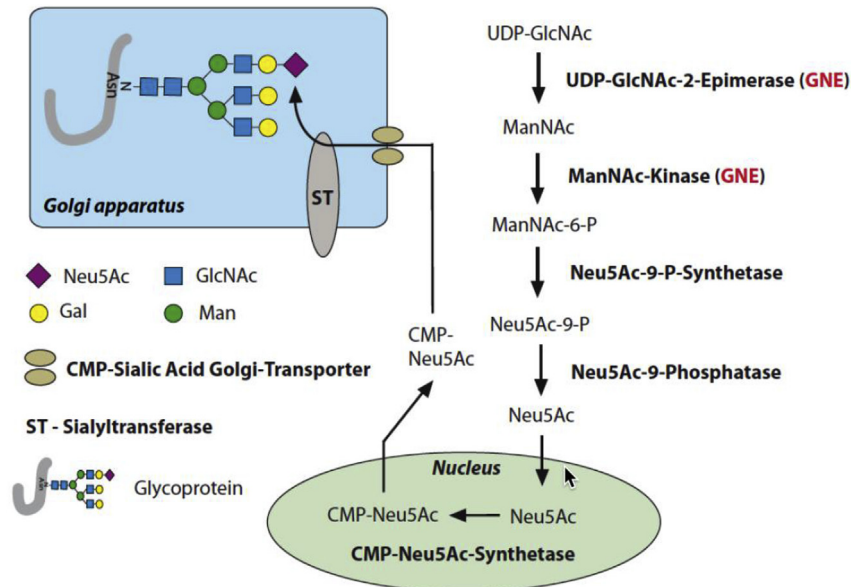 UDP-GlcNAc
UDP-GlcNAc-2-Epimerase (GNE)
ManNAc
ManNAc-Kinase (GNE)
ManNAc-6-P
Neu5Ac-9-P-Synthetase
Neu5Ac-9-P
Neu5Ac-9-Phosphatase
Neu5Ac
Nucleus
Neu5Ac
CMP-Neu5Ac
CMP-Neu5Ac-Synthetase
CMP-
Neu5Ac
Asn
N
ST
Golgi apparatus
Neu5Ac
GlcNAc
Gal
Man
CMP-Sialic Acid Golgi-Transporter
ST - Sialyltransferase
Asn
N
Glycoprotein